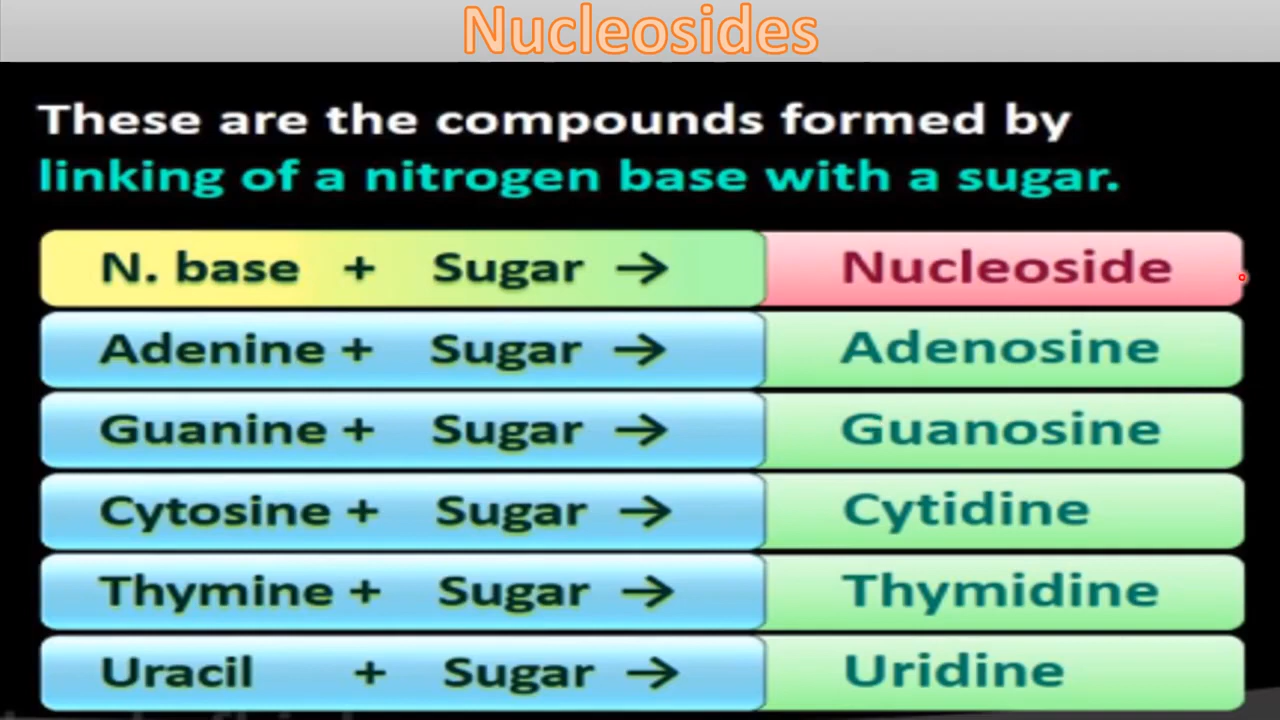 Nucleosides
These are the compounds formed by
linking of a nitrogen base with a sugar.
N. base + Sugar → Nucleoside
Adenine + Sugar → Adenosine
Guanine + Sugar → Guanosine
Cytosine + Sugar → Cytidine
Thymine + Sugar → Thymidine
Uracil + Sugar → Uridine